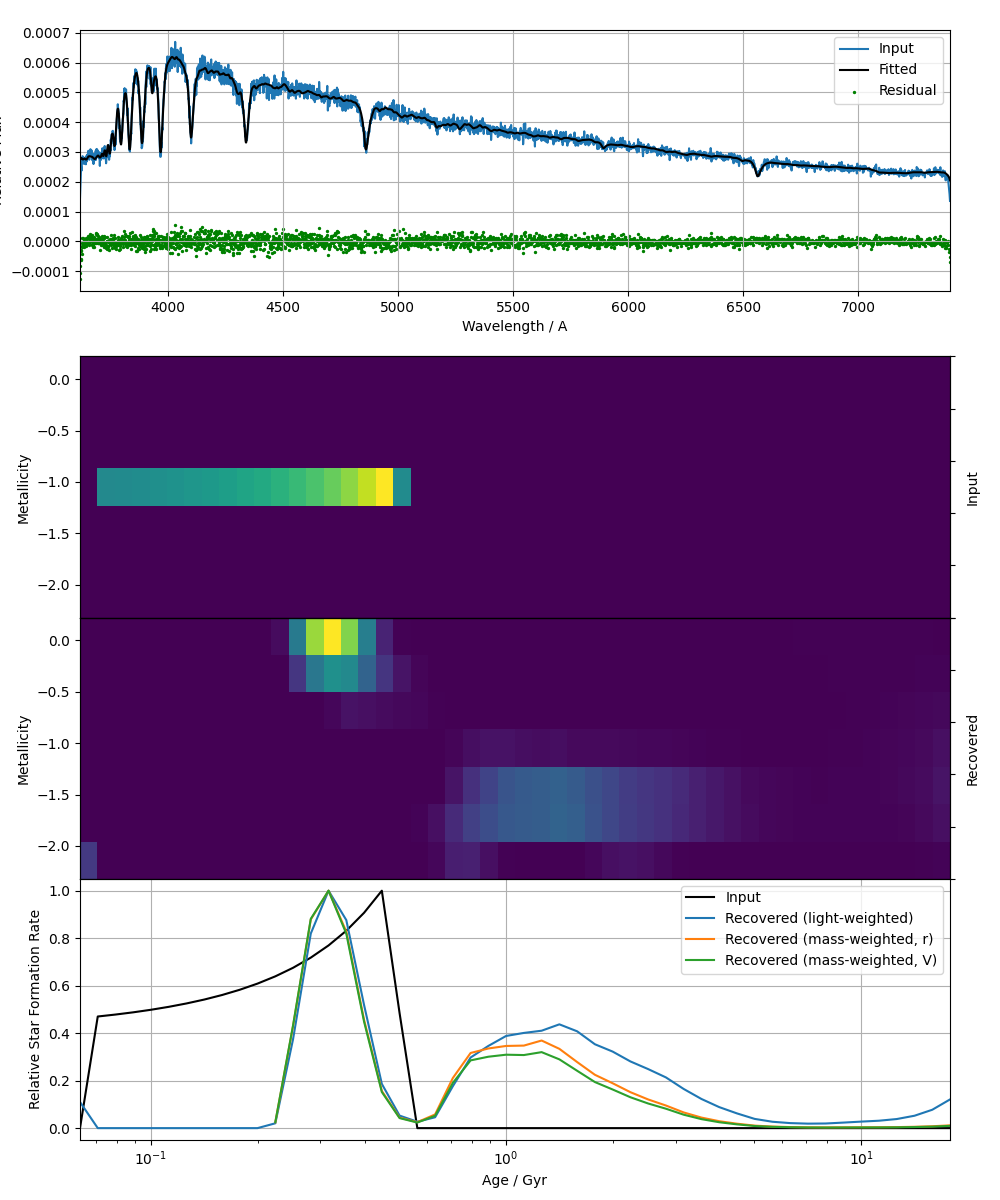 0.0007
0.0006
0.0005
0.0004
0.0003
0.0002
0.0001
0.0000
−0.0001
Input
Fitted
Residual
4000
4500
5000
5500
6000
6500
7000
Wavelength / A
0.0
−0.5
−1.0
−1.5
−2.0
Metallicity
Input
0.0
−0.5
−1.0
−1.5
−2.0
Metallicity
Recovered
1.0
0.8
0.6
0.4
0.2
0.0
Relative Star Formation Rate
Input
Recovered (light-weighted)
Recovered (mass-weighted, r)
Recovered (mass-weighted, V)
10⁻¹
10⁰
10¹
Age / Gyr